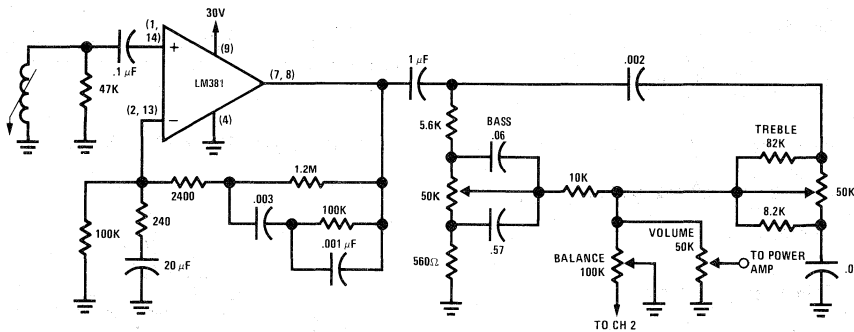 30V
(1,
14)
+
(9)
.1 μF
LM381
(7, 8)
47K
(2, 13)
−
(4)
1 μF
.002
5.6K
BASS
.06
TREBLE
82K
1.2M
2400
50K
10K
50K
.003
100K
8.2K
100K
240
.001 μF
.57
VOLUME
50K
20 μF
560Ω
BALANCE
100K
TO POWER
AMP
.0
TO CH 2